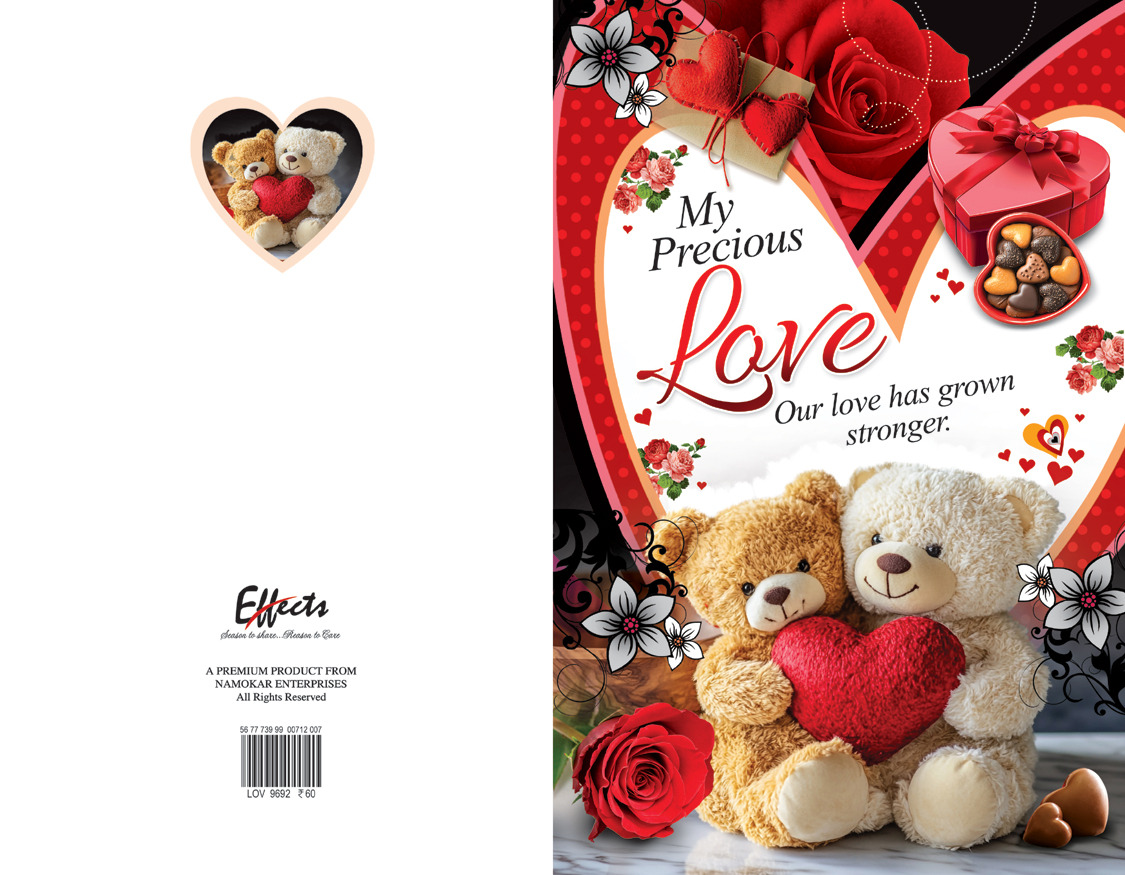 Effects
Season to share...Reason to Care
A PREMIUM PRODUCT FROM
NAMOKAR ENTERPRISES
All Rights Reserved
56 77 739 99 00712 007
LOV 9692 ₹ 60
My
Precious
Love
Our love has grown
stronger.